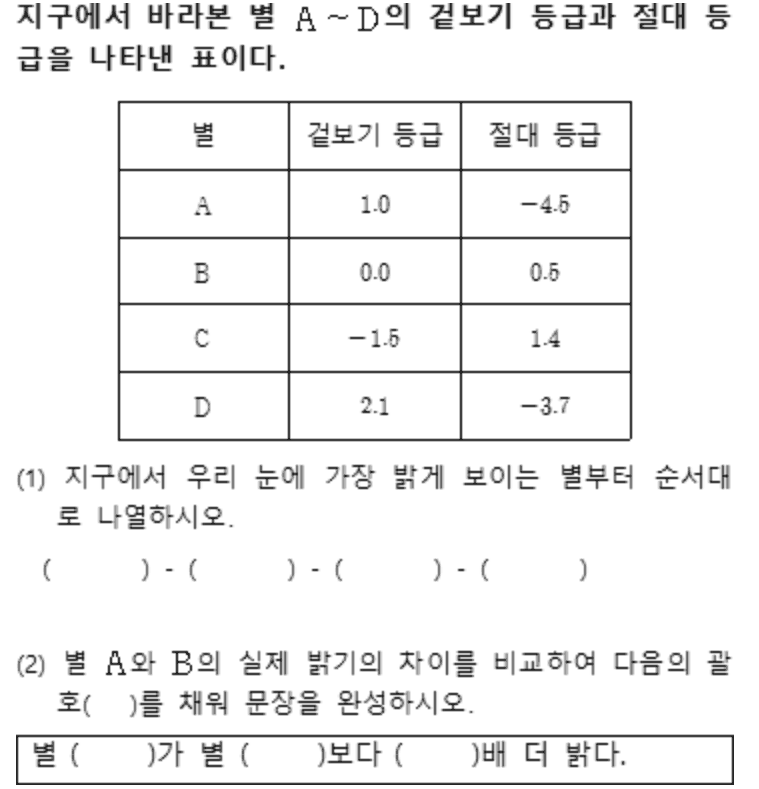 지구에서 바라본 별 A ~ D의 겉보기 등급과 절대 등
급을 나타낸 표이다.
별 겉보기 등급 절대 등급
A 1.0 -4.5
B 0.0 0.5
C -1.5 1.4
D 2.1 -3.7
(1) 지구에서 우리 눈에 가장 밝게 보이는 별부터 순서대
로 나열하시오.
( ) - ( ) - ( ) - ( )
(2) 별 A와 B의 실제 밝기의 차이를 비교하여 다음의 괄
호( )를 채워 문장을 완성하시오.
별 ( )가 별 ( )보다 ( )배 더 밝다.